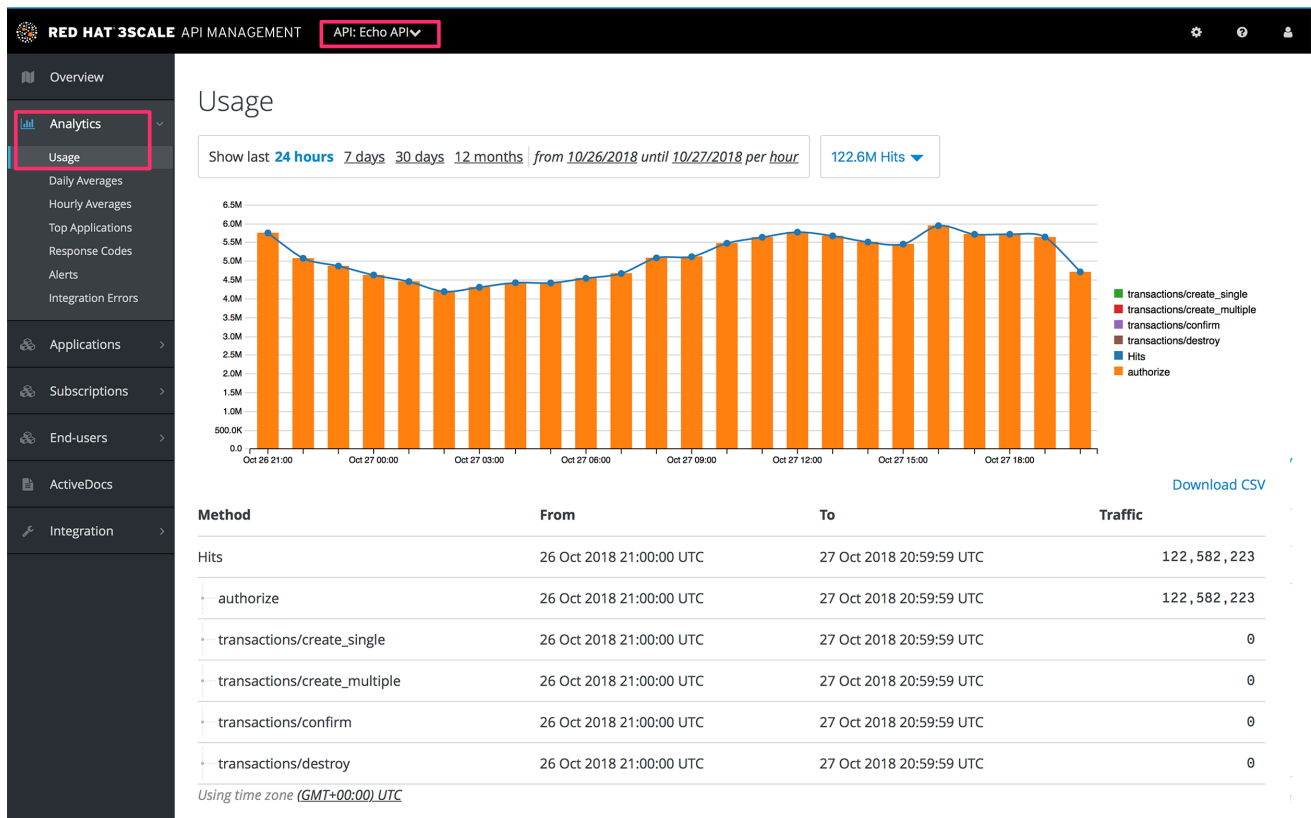 RED HAT 3SCALE API MANAGEMENT API: Echo API
Overview
Analytics
Usage
Daily Averages
Hourly Averages
Top Applications
Response Codes
Alerts
Integration Errors
Applications
Subscriptions
End-users
ActiveDocs
Integration
Usage
Show last 24 hours 7 days 30 days 12 months from 10/26/2018 until 10/27/2018 per hour 122.6M Hits
6.5M
6.0M
5.5M
5.0M
4.5M
4.0M
3.5M
3.0M
2.5M
2.0M
1.5M
1.0M
500.0K
0.0
Oct 26 21:00 Oct 27 00:00 Oct 27 03:00 Oct 27 06:00 Oct 27 09:00 Oct 27 12:00 Oct 27 15:00 Oct 27 18:00
transactions/create_single
transactions/create_multiple
transactions/confirm
transactions/destroy
Hits
authorize
Download CSV
Method From To Traffic
Hits 26 Oct 2018 21:00:00 UTC 27 Oct 2018 20:59:59 UTC 122,582,223
authorize 26 Oct 2018 21:00:00 UTC 27 Oct 2018 20:59:59 UTC 122,582,223
transactions/create_single 26 Oct 2018 21:00:00 UTC 27 Oct 2018 20:59:59 UTC 0
transactions/create_multiple 26 Oct 2018 21:00:00 UTC 27 Oct 2018 20:59:59 UTC 0
transactions/confirm 26 Oct 2018 21:00:00 UTC 27 Oct 2018 20:59:59 UTC 0
transactions/destroy 26 Oct 2018 21:00:00 UTC 27 Oct 2018 20:59:59 UTC 0
Using time zone (GMT+00:00) UTC